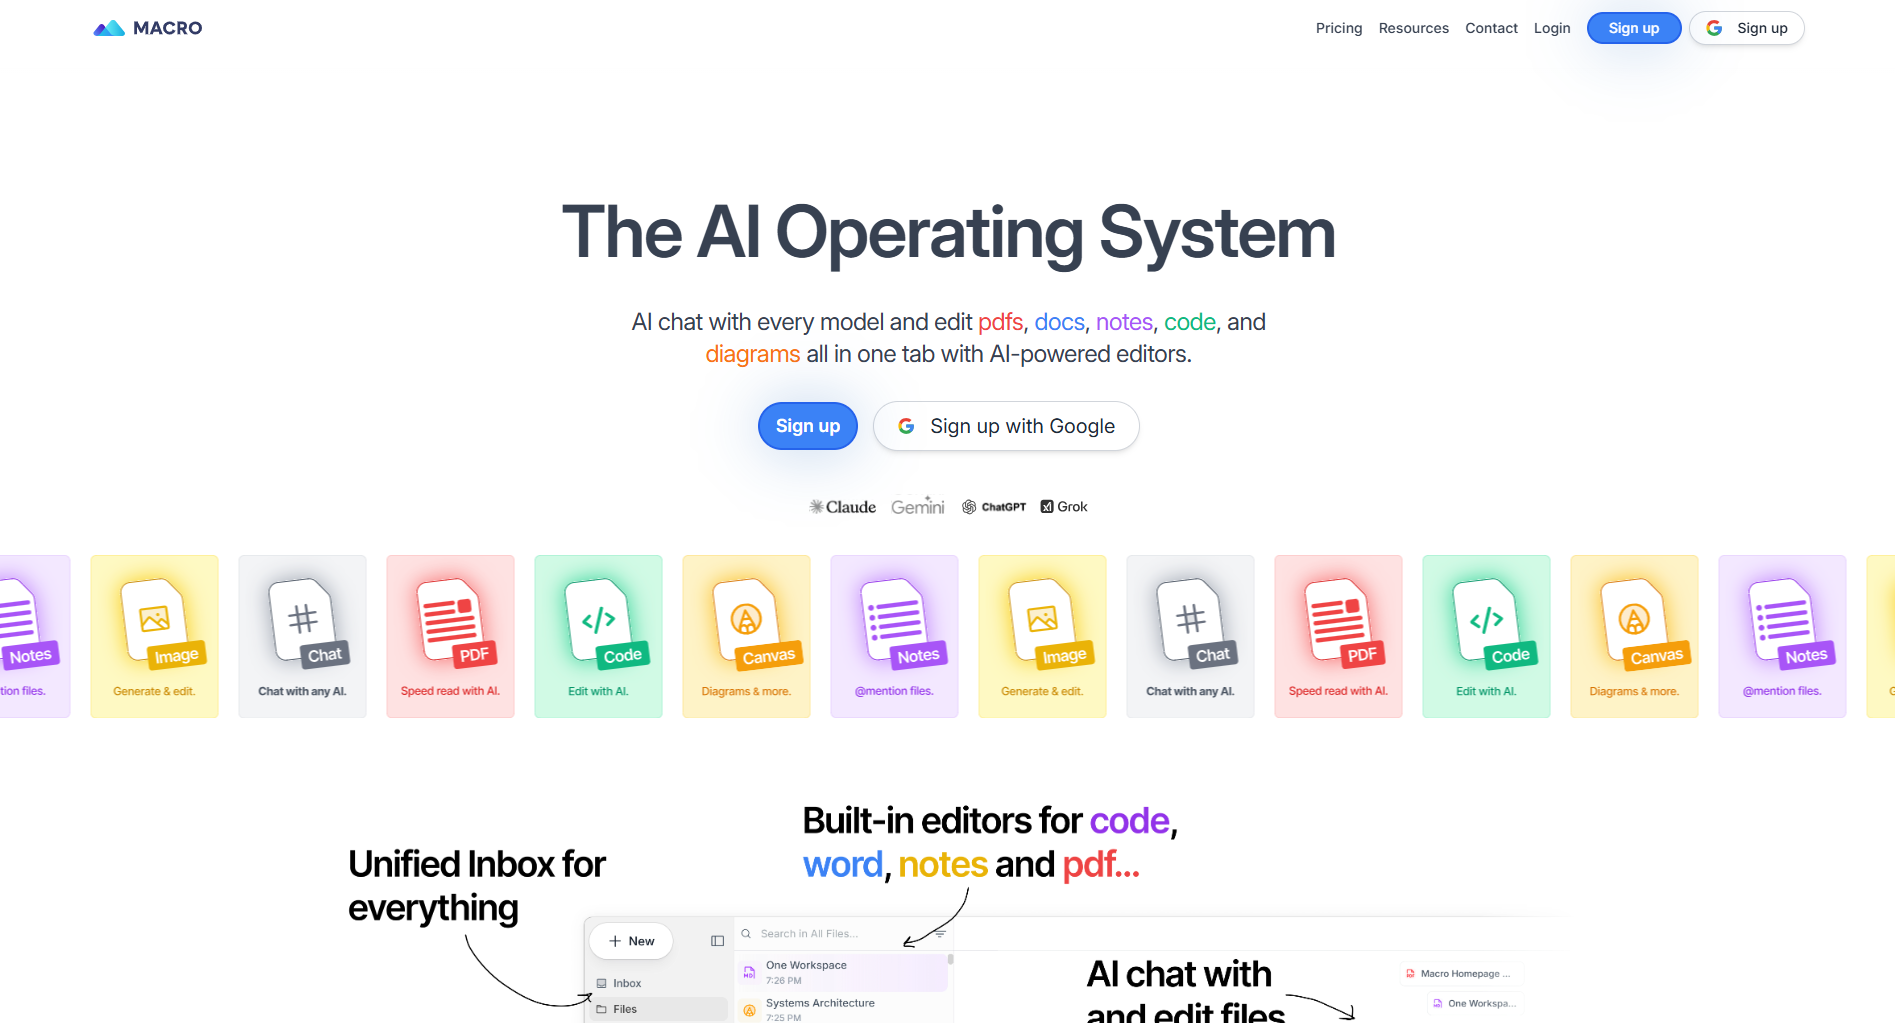 MACRO
Pricing Resources Contact Login Sign up Sign up
The AI Operating System
AI chat with every model and edit pdfs, docs, notes, code, and
diagrams all in one tab with AI-powered editors.
Sign up Sign up with Google
Claude Gemini ChatGPT Grok
Notes Image Chat PDF Code Canvas Notes Image Chat PDF Code Canvas Notes
tion files. Generate & edit. Chat with any AI. Speed read with AI. Edit with AI. Diagrams & more. @mention files. Generate & edit. Chat with any AI. Speed read with AI. Edit with AI. Diagrams & more. @mention files. G
Built-in editors for code,
word, notes and pdf...
Unified Inbox for
everything
New
Search in All Files...
One Workspace
7:26 PM
Inbox
Systems Architecture
Files
7:25 PM
AI chat with
and edit files
Macro Homepage ...
One Workspa...